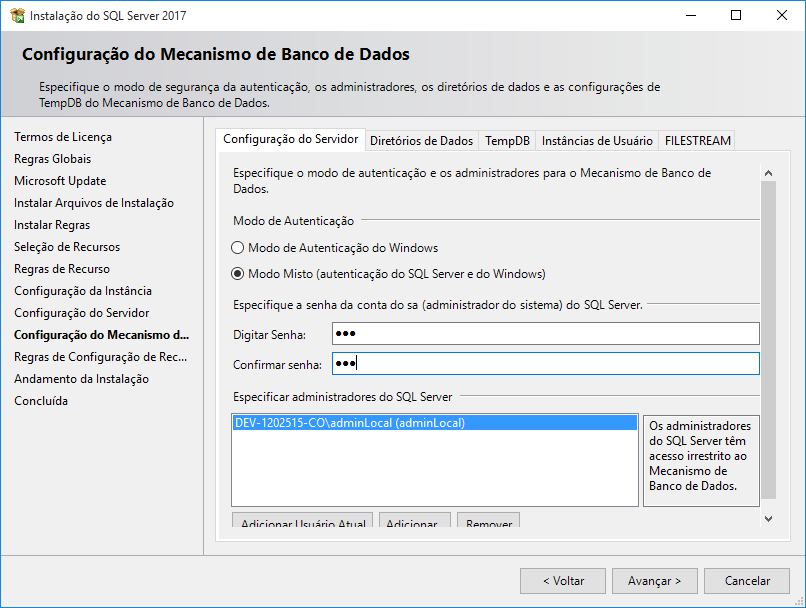 Instalação do SQL Server 2017
Configuração do Mecanismo de Banco de Dados
Especifique o modo de segurança da autenticação, os administradores, os diretórios de dados e as configurações de
TempDB do Mecanismo de Banco de Dados.
Termos de Licença
Regras Globais
Microsoft Update
Instalar Arquivos de Instalação
Instalar Regras
Seleção de Recursos
Regras de Recurso
Configuração da Instância
Configuração do Servidor
Configuração do Mecanismo d...
Regras de Configuração de Rec...
Andamento da Instalação
Concluída
Configuração do Servidor
Diretórios de Dados
TempDB
Instâncias de Usuário
FILESTREAM
Especifique o modo de autenticação e os administradores para o Mecanismo de Banco de
Dados.
Modo de Autenticação
Modo de Autenticação do Windows
Modo Misto (autenticação do SQL Server e do Windows)
Especifique a senha da conta do sa (administrador do sistema) do SQL Server.
Digitar Senha: ●●●
Confirmar senha: ●●●
Especificar administradores do SQL Server
DEV-1202515-CO\adminLocal (adminLocal)
Os administradores
do SQL Server têm
acesso irrestrito ao
Mecanismo de
Banco de Dados.
Adicionar Usuário Atual
Adicionar...
Remover
< Voltar
Avançar >
Cancelar